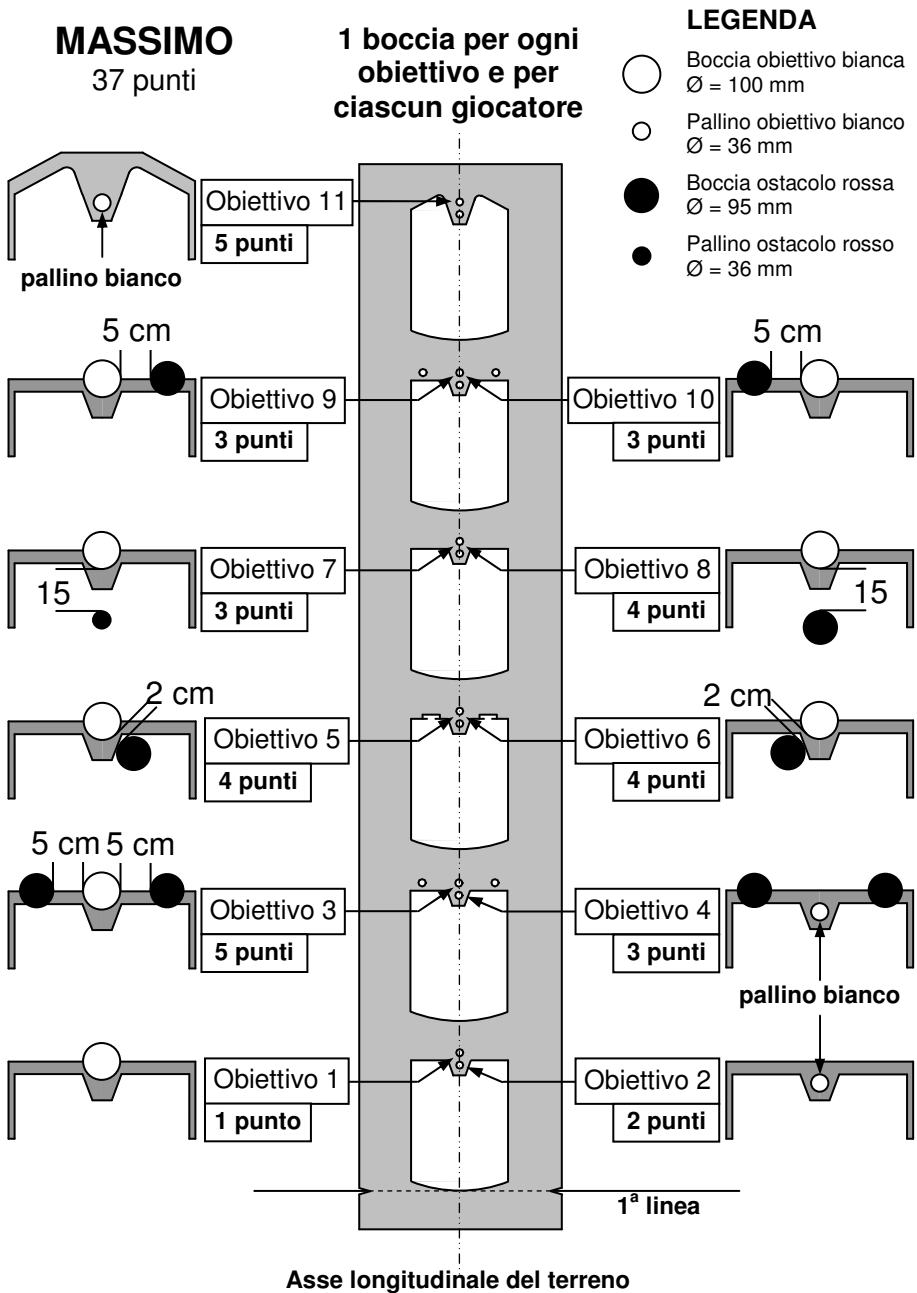 MASSIMO
37 punti
1 boccia per ogni
obiettivo e per
ciascun giocatore
LEGENDA
Boccia obiettivo bianca
Ø = 100 mm
Pallino obiettivo bianco
Ø = 36 mm
Boccia ostacolo rossa
Ø = 95 mm
Pallino ostacolo rosso
Ø = 36 mm
Obiettivo 11
5 punti
pallino bianco
5 cm
Obiettivo 9
3 punti
5 cm
Obiettivo 10
3 punti
15
Obiettivo 7
3 punti
Obiettivo 8
4 punti
15
2 cm
Obiettivo 5
4 punti
2 cm
Obiettivo 6
4 punti
5 cm 5 cm
Obiettivo 3
5 punti
Obiettivo 4
3 punti
pallino bianco
Obiettivo 1
1 punto
Obiettivo 2
2 punti
1ª linea
Asse longitudinale del terreno